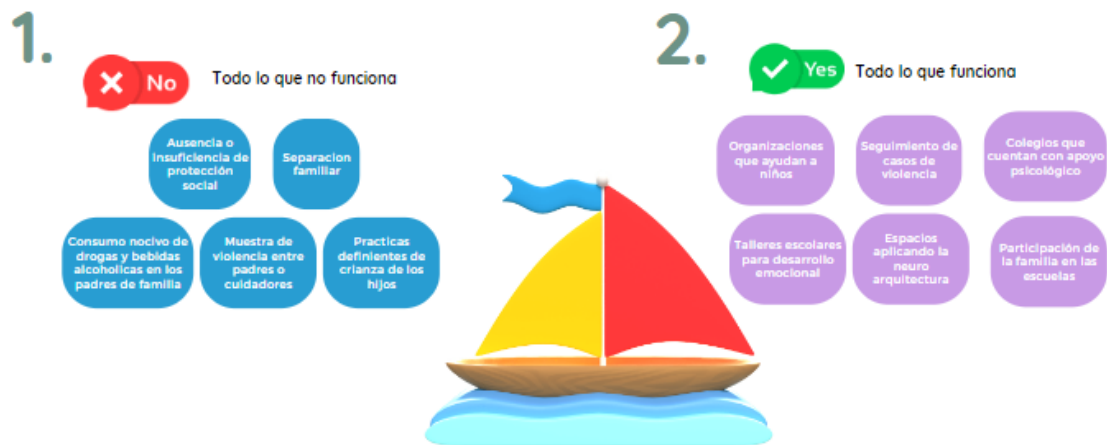 1.
No
Todo lo que no funciona
Ausencia o
insuficiencia de
protección
social
Separacion
familiar
Consumo nocivo de
drogas y bebidas
alcoholicas en los
padres de familia
Muestra de
violencia entre
padres o
cuidadores
Practicas
definientes de
crianza de los
hijos
2.
Yes
Todo lo que funciona
Organizaciones
que ayudan a
niños
Seguimiento de
casos de
violencia
Colegios que
cuentan con apoyo
psicológico
Talleres escolares
para desarrollo
emocional
Espacios
aplicando la
neuro
arquitectura
Participación de
la familia en las
escuelas